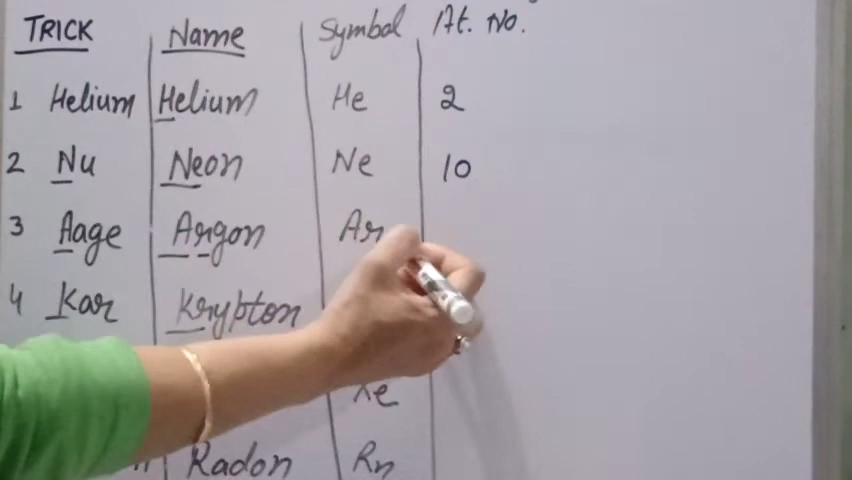 TRICK Name Symbol At. No.
1 Helium Helium He 2
2 Nu Neon Ne 10
3 Aage Argon Ar
4 Kar Krypton
Xe
Radon Rn